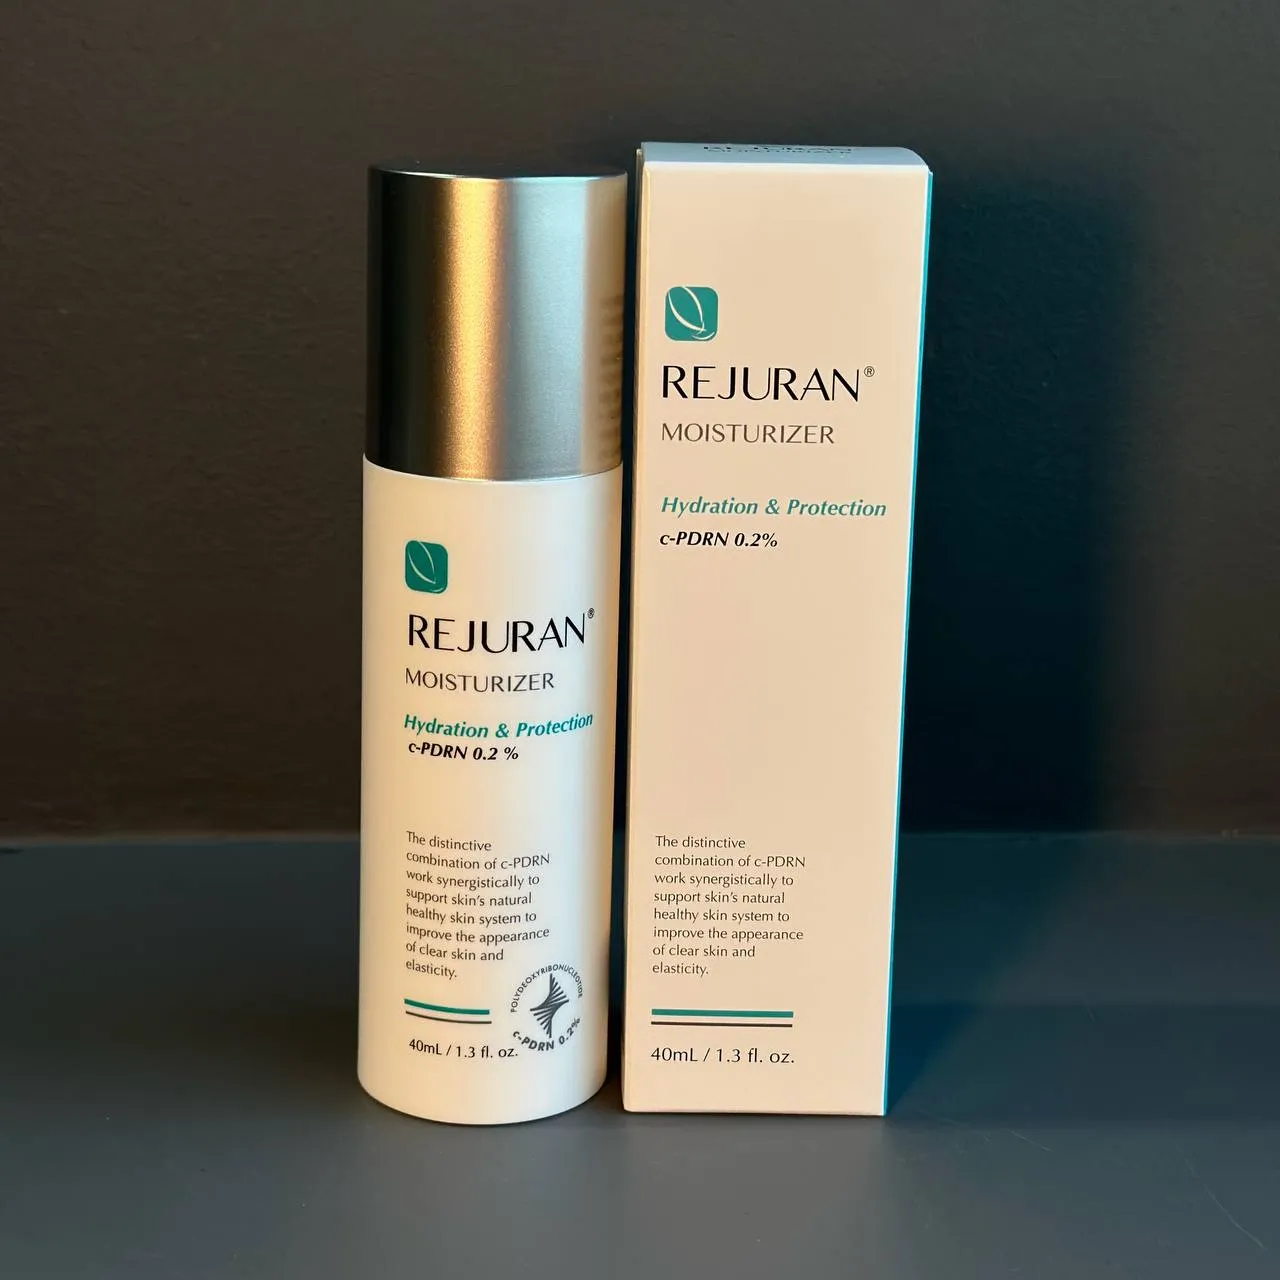 REJURAN®
MOISTURIZER
Hydration & Protection
c-PDRN 0.2 %
The distinctive
combination of c-PDRN
work synergistically to
support skin's natural
healthy skin system to
improve the appearance
of clear skin and
elasticity.
POLYDEOXYRIBONUCLEOTIDE
c-PDRN 0.2%
40mL / 1.3 fl. oz.
REJURAN
MOISTURIZER
REJURAN®
MOISTURIZER
Hydration & Protection
c-PDRN 0.2%
The distinctive
combination of c-PDRN
work synergistically to
support skin's natural
healthy skin system to
improve the appearance
of clear skin and
elasticity.
40mL / 1.3 fl. oz.